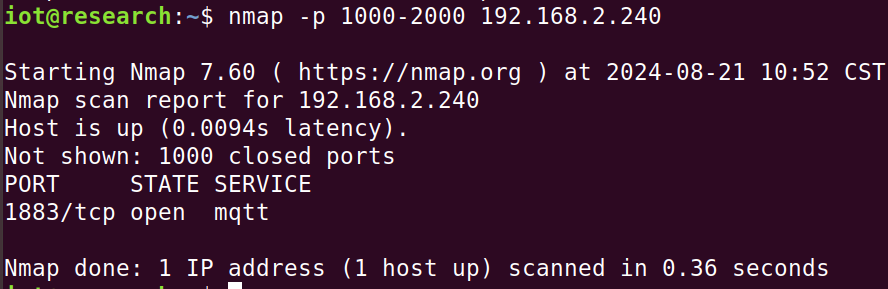 iot@research:~$ nmap -p 1000-2000 192.168.2.240
Starting Nmap 7.60 ( https://nmap.org ) at 2024-08-21 10:52 CST
Nmap scan report for 192.168.2.240
Host is up (0.0094s latency).
Not shown: 1000 closed ports
PORT     STATE SERVICE
1883/tcp open  mqtt
Nmap done: 1 IP address (1 host up) scanned in 0.36 seconds